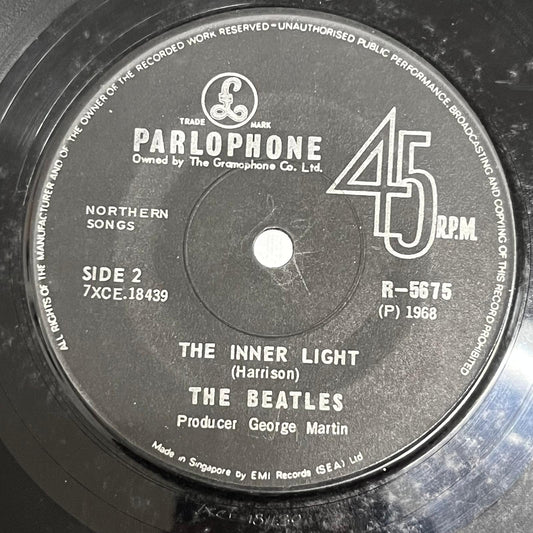 ALL RIGHTS OF THE MANUFACTURER AND OF THE OWNER OF THE RECORDED WORK RESERVED—UNAUTHORISED PUBLIC PERFORMANCE, BROADCASTING AND COPYING OF THIS RECORD PROHIBITED
£
TRADE MARK
PARLOPHONE
Owned by The Gramophone Co. Ltd.
45 R.P.M.
NORTHERN
SONGS
SIDE 2
7XCE.18439
R-5675
(P) 1968
THE INNER LIGHT
(Harrison)
THE BEATLES
Producer George Martin
Made in Singapore by EMI Records (SEA) Ltd